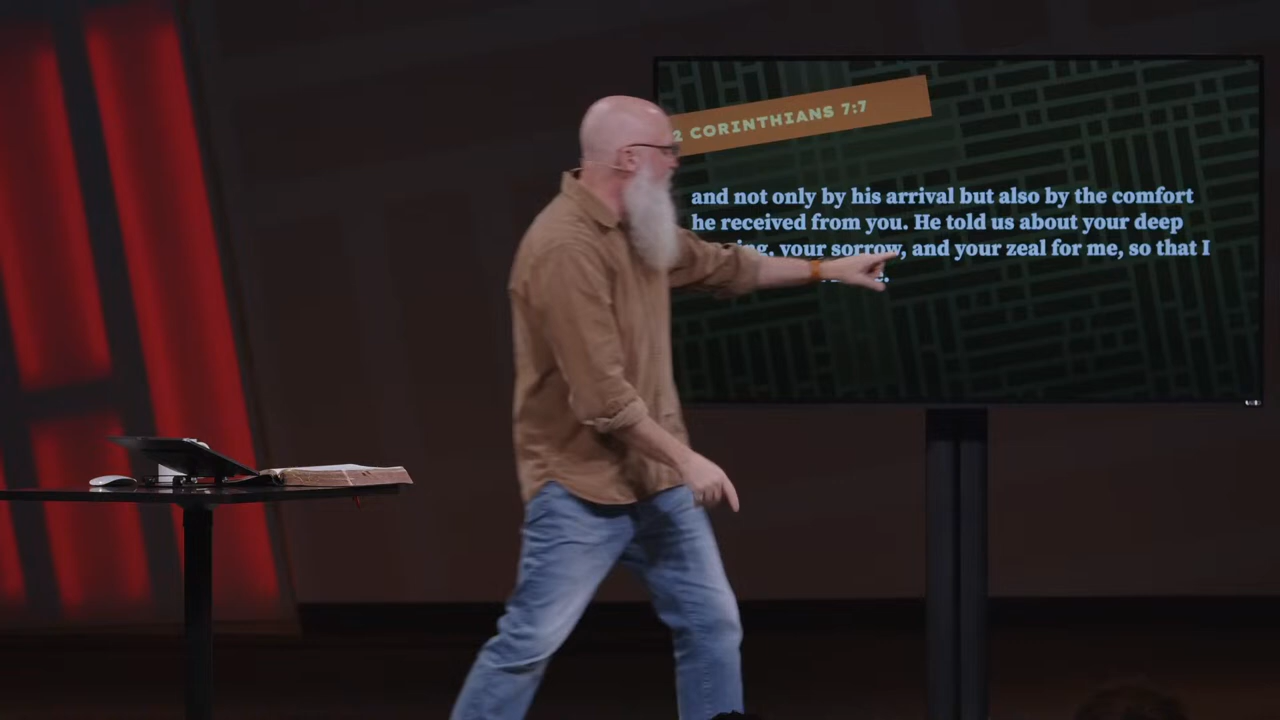 2 CORINTHIANS 7:7
and not only by his arrival but also by the comfort
he received from you. He told us about your deep
your sorrow, and your zeal for me, so that I